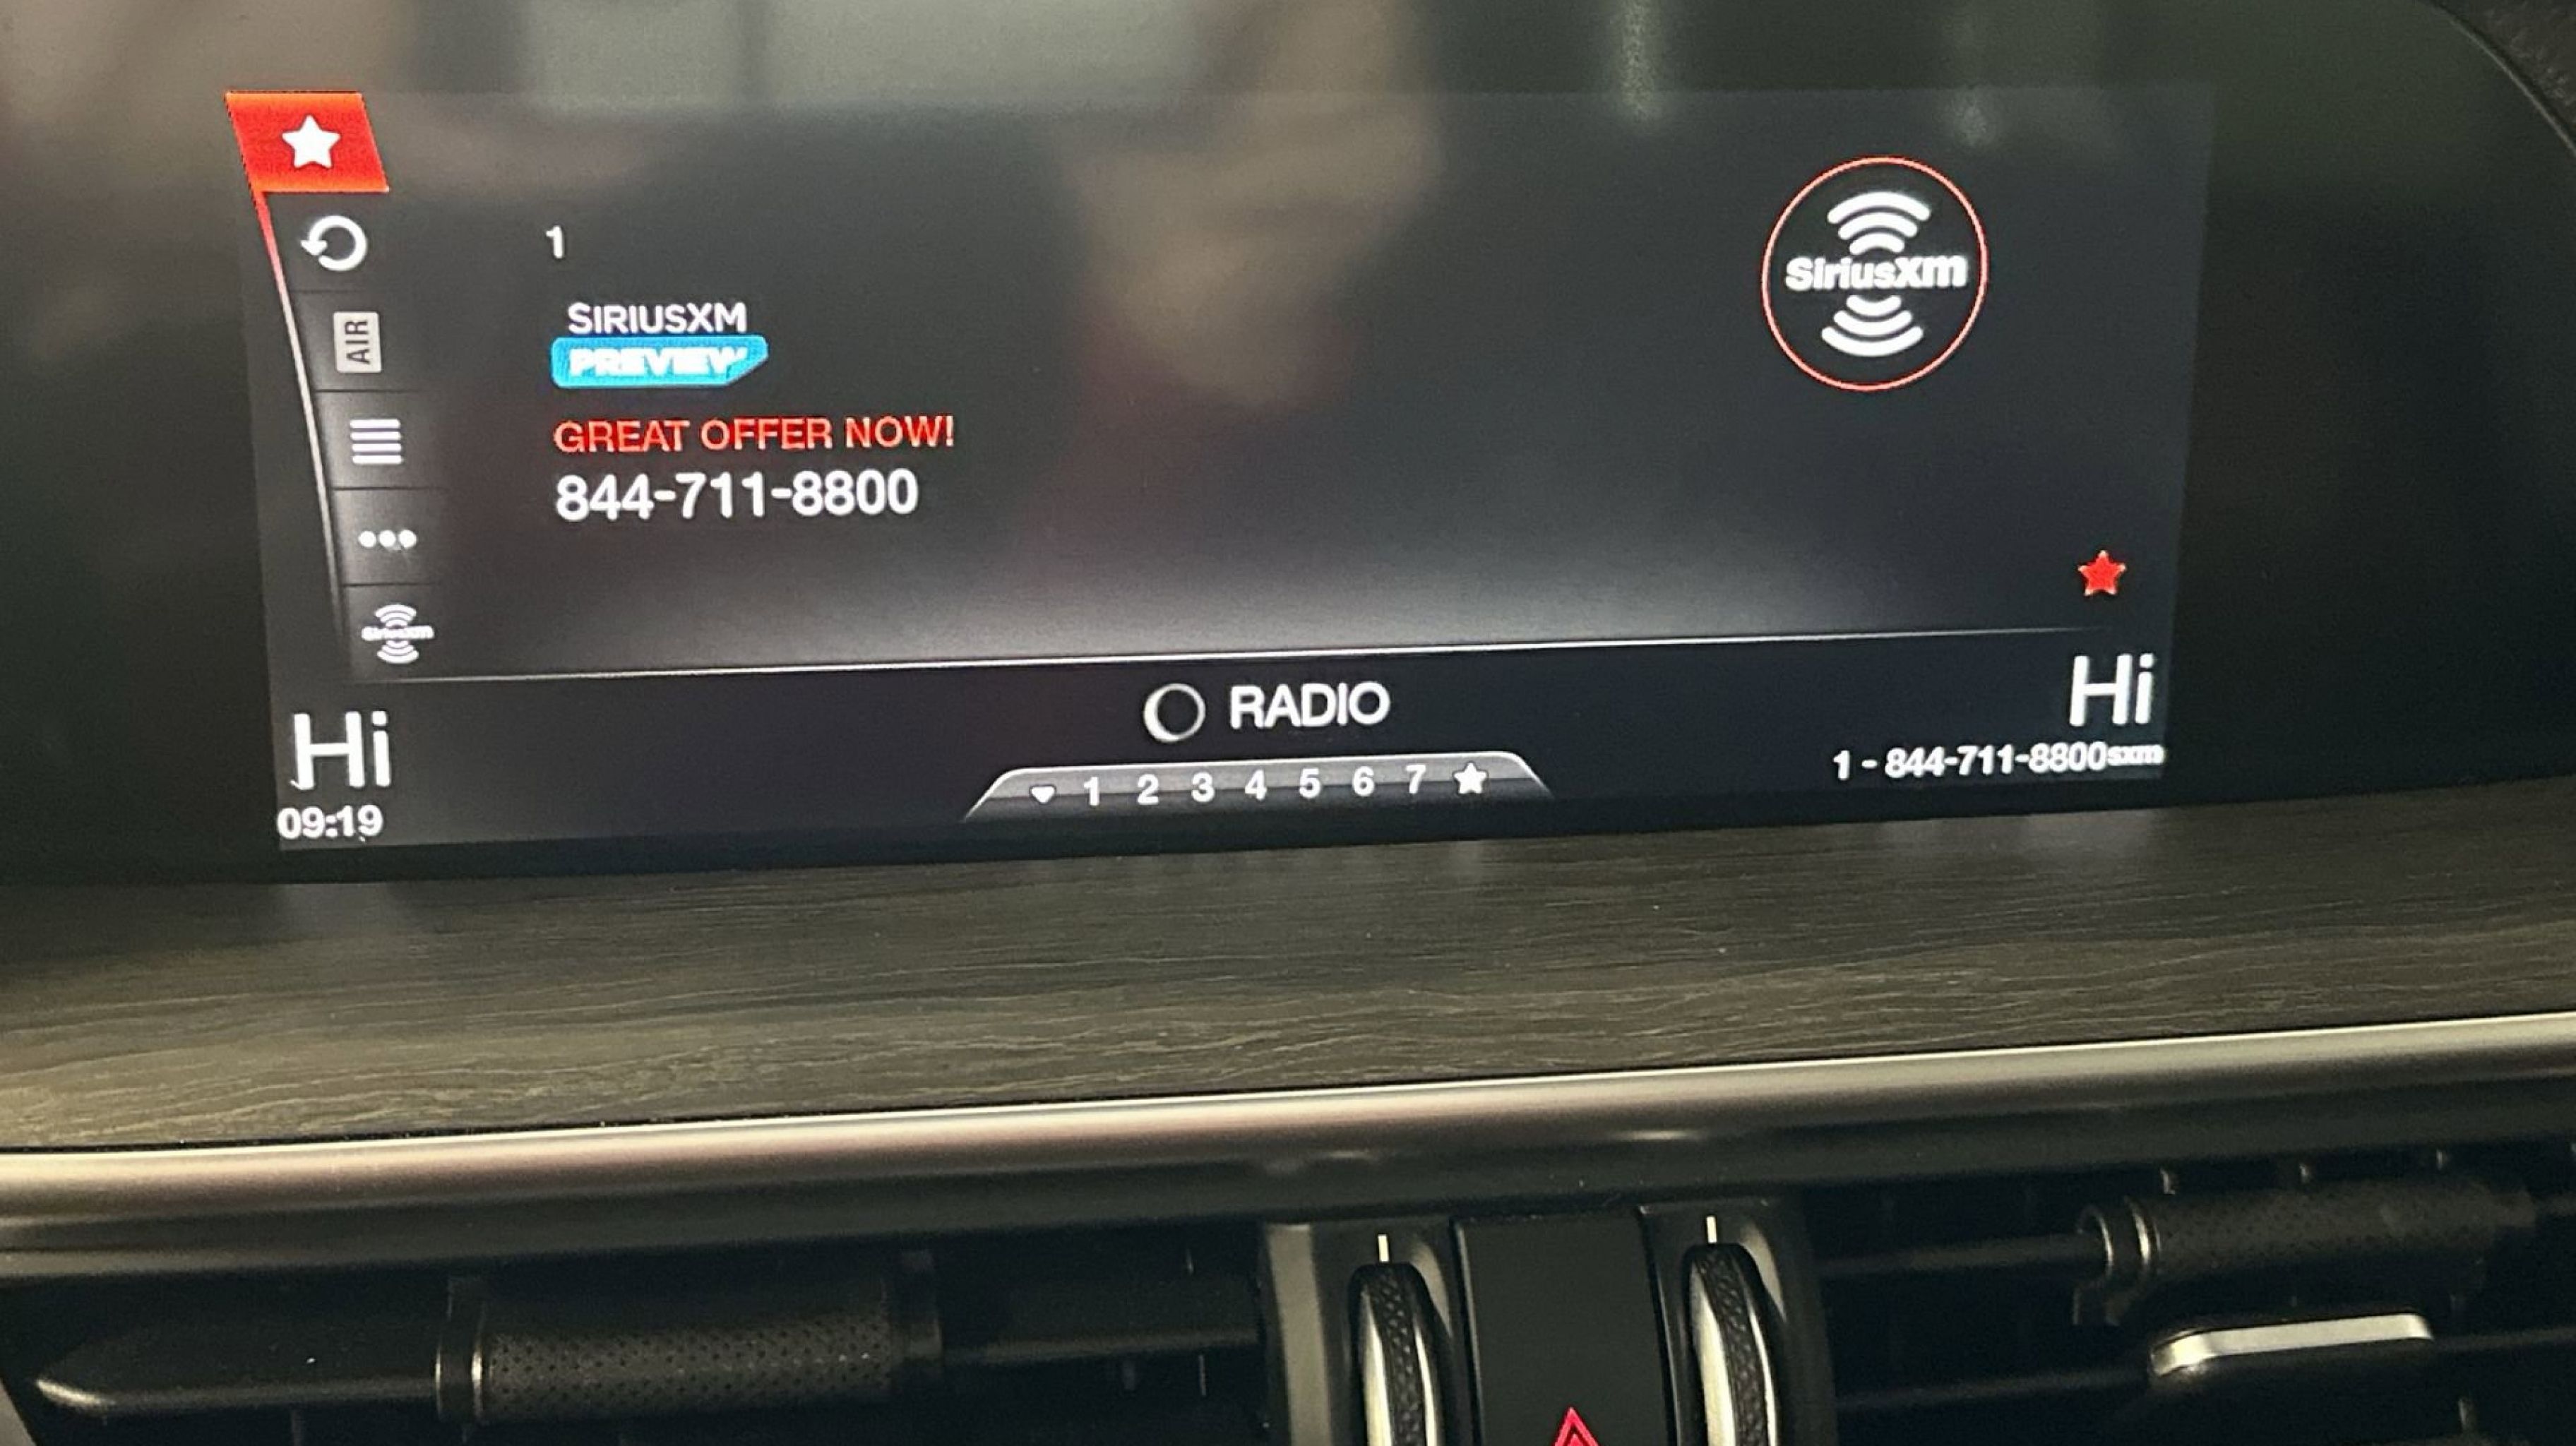 1
SIRIUSXM
PREVIEW
GREAT OFFER NOW!
844-711-8800
SiriusXm
AIR
SiriusXm
Hi
09:19
RADIO
1 2 3 4 5 6 7
Hi
1 - 844-711-8800sxm